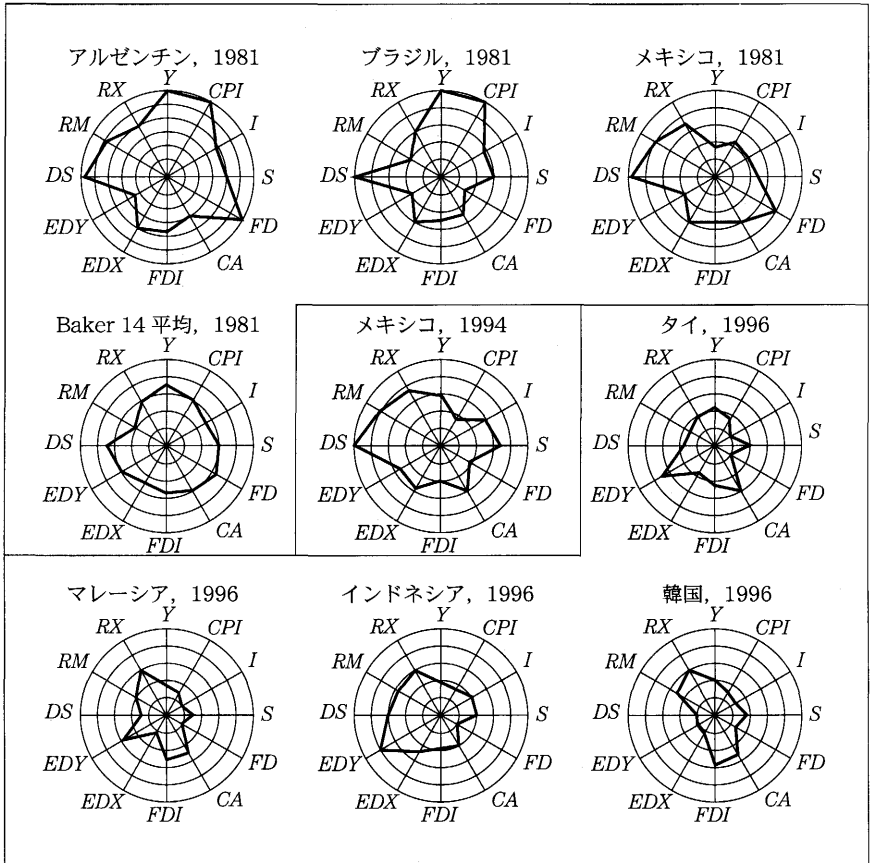 アルゼンチン, 1981
Y
CPI
I
S
FD
CA
FDI
EDX
EDY
DS
RM
RX
ブラジル, 1981
Y
CPI
I
S
FD
CA
FDI
EDX
EDY
DS
RM
RX
メキシコ, 1981
Y
CPI
I
S
FD
CA
FDI
EDX
EDY
DS
RM
RX
Baker 14 平均, 1981
Y
CPI
I
S
FD
CA
FDI
EDX
EDY
DS
RM
RX
メキシコ, 1994
Y
CPI
I
S
FD
CA
FDI
EDX
EDY
DS
RM
RX
タイ, 1996
Y
CPI
I
S
FD
CA
FDI
EDX
EDY
DS
RM
RX
マレーシア, 1996
Y
CPI
I
S
FD
CA
FDI
EDX
EDY
DS
RM
RX
インドネシア, 1996
Y
CPI
I
S
FD
CA
FDI
EDX
EDY
DS
RM
RX
韓国, 1996
Y
CPI
I
S
FD
CA
FDI
EDX
EDY
DS
RM
RX